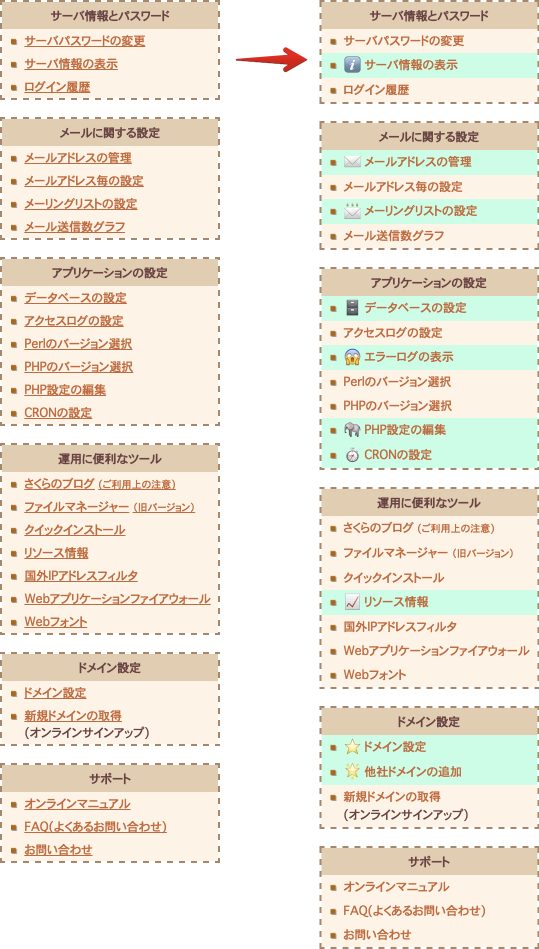 サーバ情報とパスワード
サーバパスワードの変更
サーバ情報の表示
ログイン履歴
メールに関する設定
メールアドレスの管理
メールアドレス毎の設定
メーリングリストの設定
メール送信数グラフ
アプリケーションの設定
データベースの設定
アクセスログの設定
Perlのバージョン選択
PHPのバージョン選択
PHP設定の編集
CRONの設定
運用に便利なツール
さくらのブログ (ご利用上の注意)
ファイルマネージャー (旧バージョン)
クイックインストール
リソース情報
国外IPアドレスフィルタ
Webアプリケーションファイアウォール
Webフォント
ドメイン設定
ドメイン設定
新規ドメインの取得
(オンラインサインアップ)
サポート
オンラインマニュアル
FAQ(よくあるお問い合わせ)
お問い合わせ
サーバ情報とパスワード
サーバパスワードの変更
サーバ情報の表示
ログイン履歴
メールに関する設定
メールアドレスの管理
メールアドレス毎の設定
メーリングリストの設定
メール送信数グラフ
アプリケーションの設定
データベースの設定
アクセスログの設定
エラーログの表示
Perlのバージョン選択
PHPのバージョン選択
PHP設定の編集
CRONの設定
運用に便利なツール
さくらのブログ (ご利用上の注意)
ファイルマネージャー (旧バージョン)
クイックインストール
リソース情報
国外IPアドレスフィルタ
Webアプリケーションファイアウォール
Webフォント
ドメイン設定
ドメイン設定
他社ドメインの追加
新規ドメインの取得
(オンラインサインアップ)
サポート
オンラインマニュアル
FAQ(よくあるお問い合わせ)
お問い合わせ